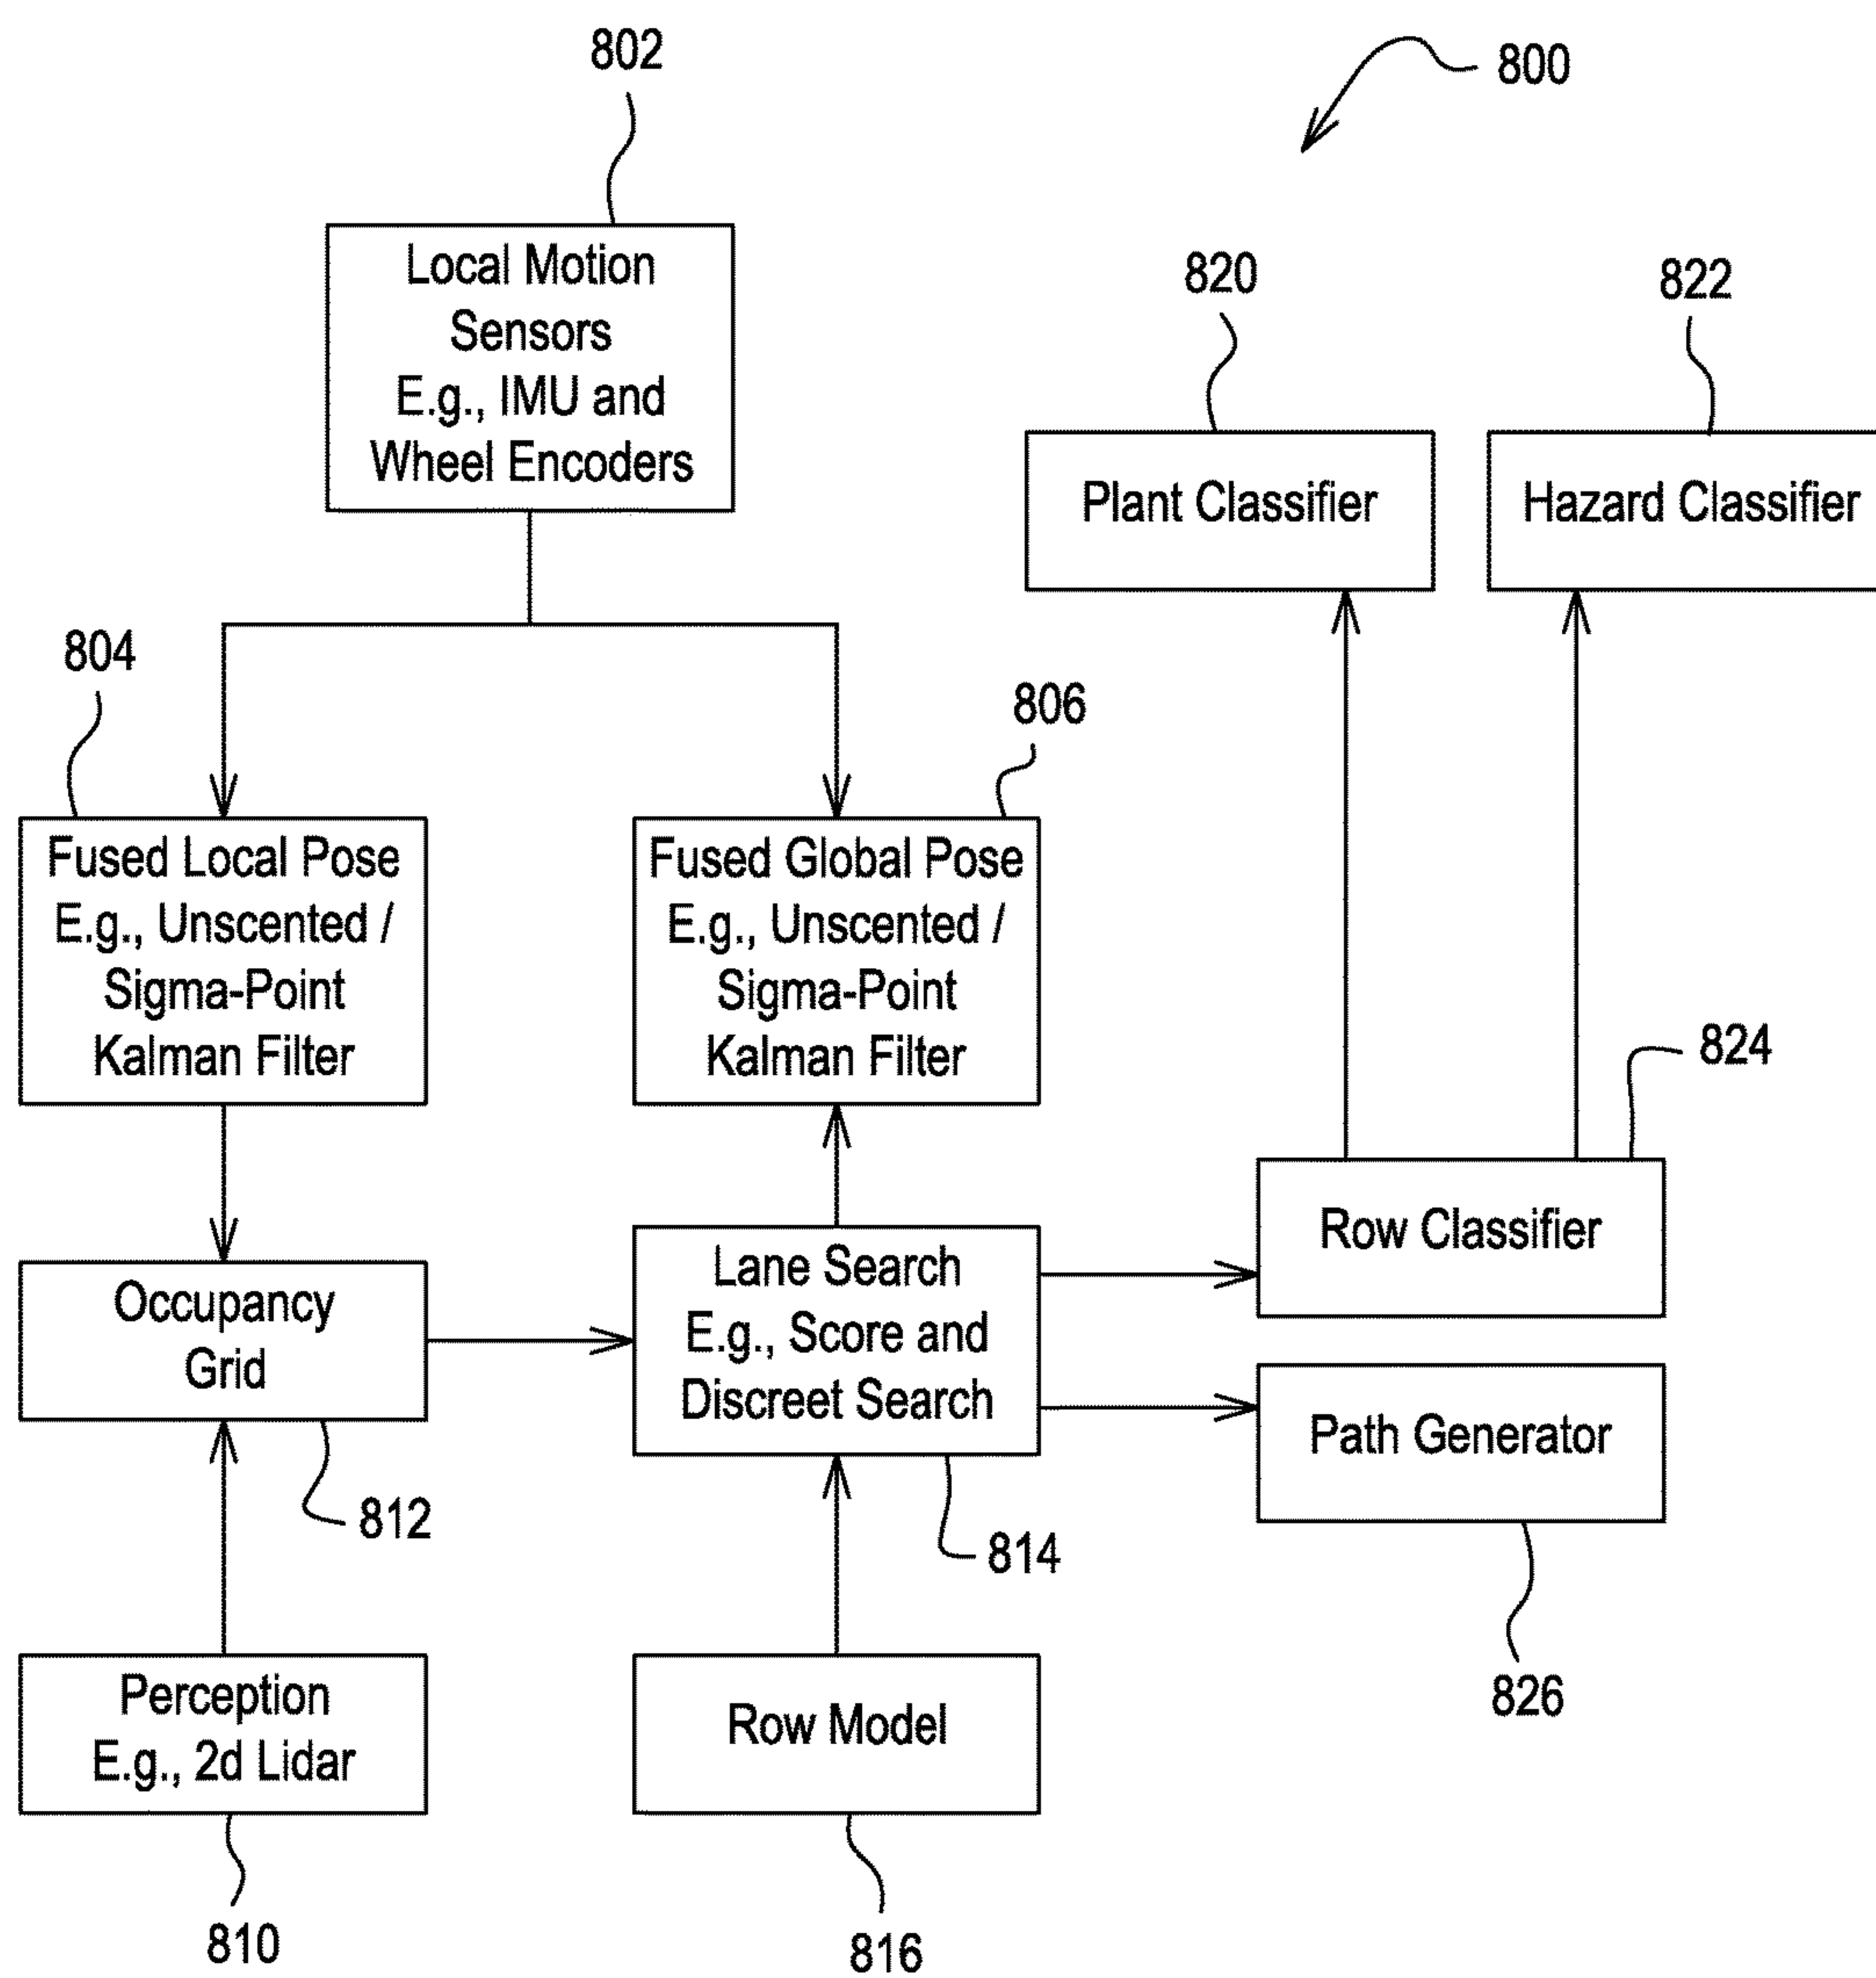 802
800
Local Motion
Sensors
E.g., IMU and
Wheel Encoders
820
822
Plant Classifier
Hazard Classifier
804
806
Fused Local Pose
E.g., Unscented /
Sigma-Point
Kalman Filter
Fused Global Pose
E.g., Unscented /
Sigma-Point
Kalman Filter
824
Occupancy
Grid
Lane Search
E.g., Score and
Discreet Search
Row Classifier
Path Generator
812
814
826
Perception
E.g., 2d Lidar
Row Model
810
816